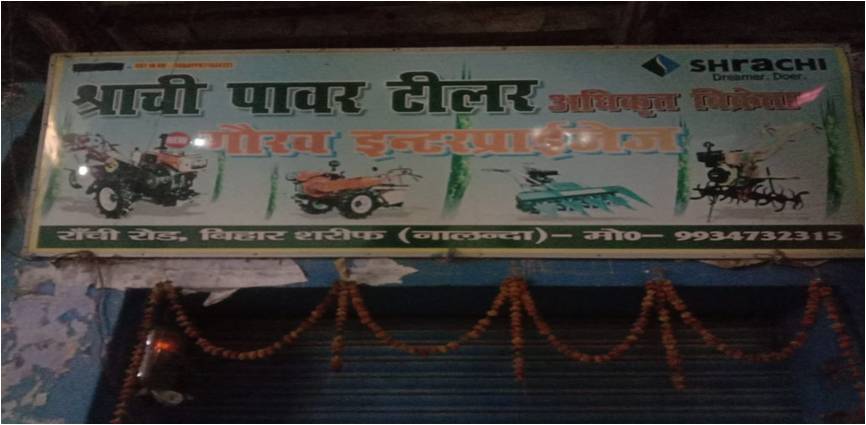 SHRACHI
Dreamer. Doer.
श्राची पावर टीलर अधिकृत विक्रेता
गौरव इन्टरप्राईजेज
राँची रोड, बिहार शरीफ (नालन्दा)- मो०- 9934732315